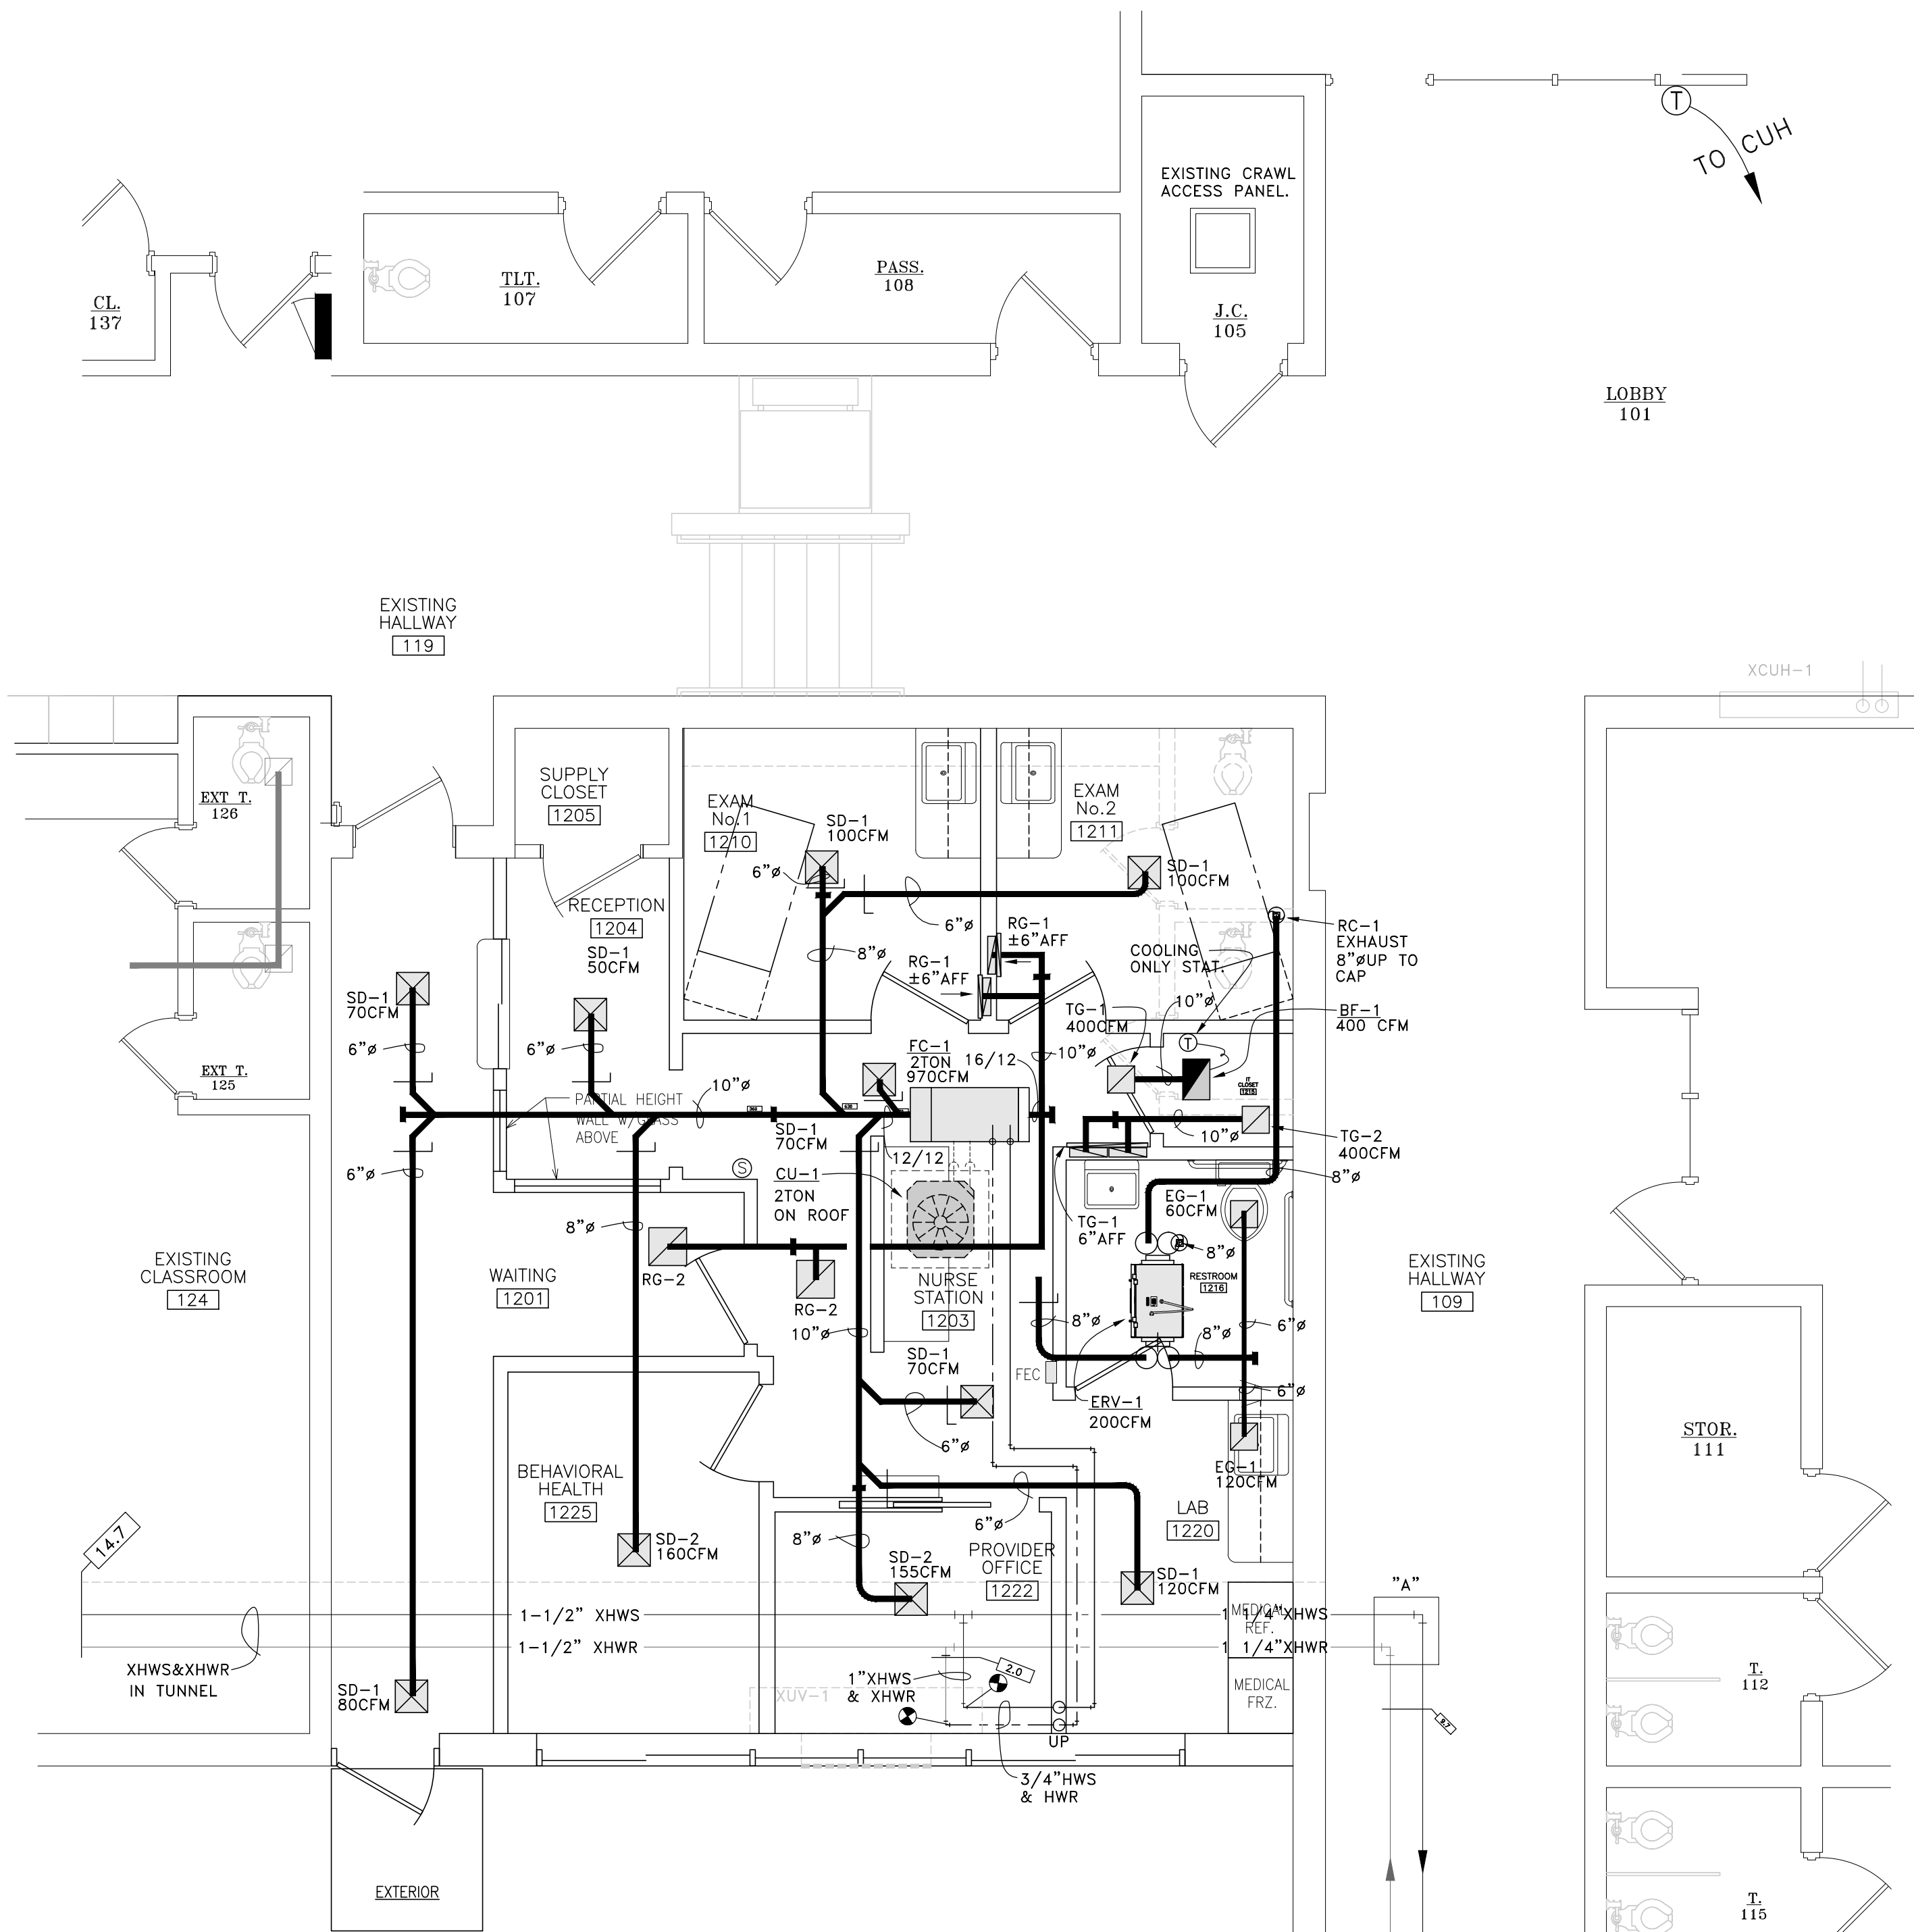 T
TO CUH
EXISTING CRAWL
ACCESS PANEL.
CL.
137
TLT.
107
PASS.
108
J.C.
105
LOBBY
101
EXISTING
HALLWAY
119
XCUH-1
EXT T.
126
SUPPLY
CLOSET
1205
EXAM
No.1
1210
SD-1
100CFM
6"ø
EXAM
No.2
1211
SD-1
100CFM
RECEPTION
1204
SD-1
50CFM
6"ø
8"ø
RG-1
±6"AFF
RG-1
±6"AFF
COOLING
ONLY STAT.
RC-1
EXHAUST
8"øUP TO
CAP
SD-1
70CFM
6"ø
6"ø
TG-1
400CFM
10"ø
BF-1
400 CFM
T
FC-1
2TON
970CFM
16/12
10"ø
EXT T.
125
IT
CLOSET
1215
10"ø
PARTIAL HEIGHT
WALL W/GLASS
ABOVE
SD-1
70CFM
12/12
10"ø
TG-2
400CFM
6"ø
S
CU-1
2TON
ON ROOF
8"ø
EG-1
60CFM
TG-1
6"AFF
8"ø
8"ø
EXISTING
CLASSROOM
124
WAITING
1201
RG-2
RG-2
NURSE
STATION
1203
RESTROOM
1216
EXISTING
HALLWAY
109
10"ø
8"ø
8"ø
6"ø
SD-1
70CFM
FEC
6"ø
ERV-1
200CFM
6"ø
STOR.
111
BEHAVIORAL
HEALTH
1225
EG-1
120CFM
LAB
1220
6"ø
14.7
8"ø
SD-2
160CFM
PROVIDER
OFFICE
1222
SD-2
155CFM
SD-1
120CFM
"A"
1-1/2" XHWS
MEDICAL
REF.
1 1/4"XHWS
1-1/2" XHWR
1 1/4"XHWR
XHWS&XHWR
IN TUNNEL
2.0
T.
112
SD-1
80CFM
XUV-1
1"XHWS
& XHWR
MEDICAL
FRZ.
9.7
UP
3/4"HWS
& HWR
EXTERIOR
T.
115